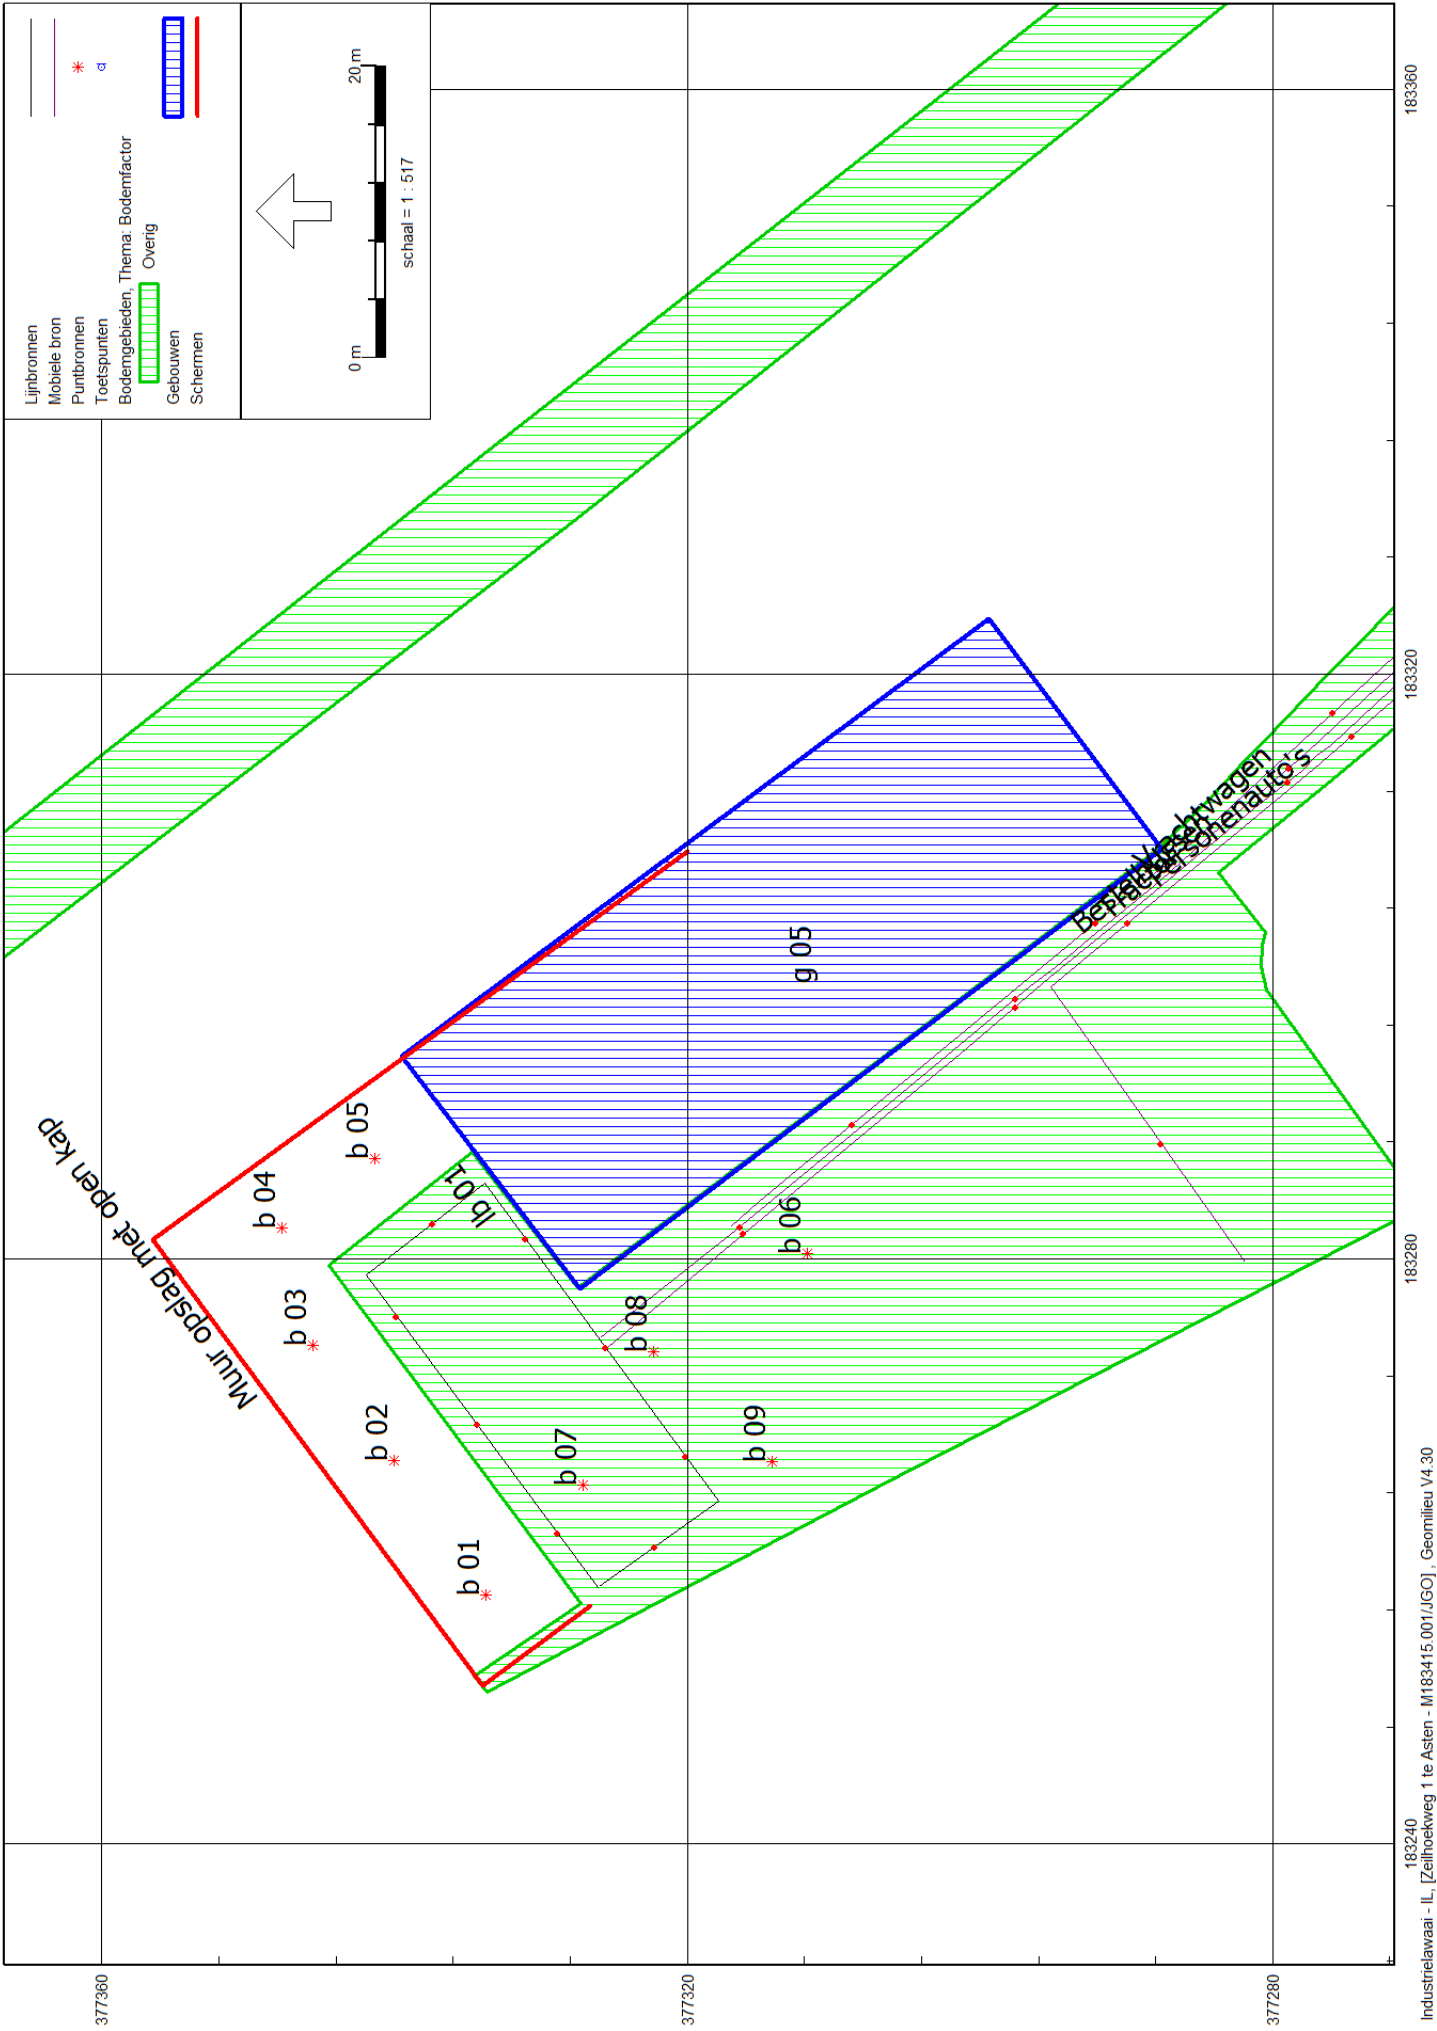 Lijnbronnen
Mobiele bron
Puntbronnen
Toetspunten
Bodemgebieden, Thema: Bodemfactor
Overig
Gebouwen
Schermen
0 m
20 m
schaal = 1 : 517
Muur opslag met open kap
b 04
b 05
b 03
b 02
b 01
lb 01
b 06
b 08
b 07
b 09
g 05
Vrachtwagen
Personenauto's
377360
377320
377280
183240
183280
183320
183360
Industrielawaai - IL, [Zeilhoekweg 1 te Asten - M183415.001/JGO] , Geomilieu V4.30